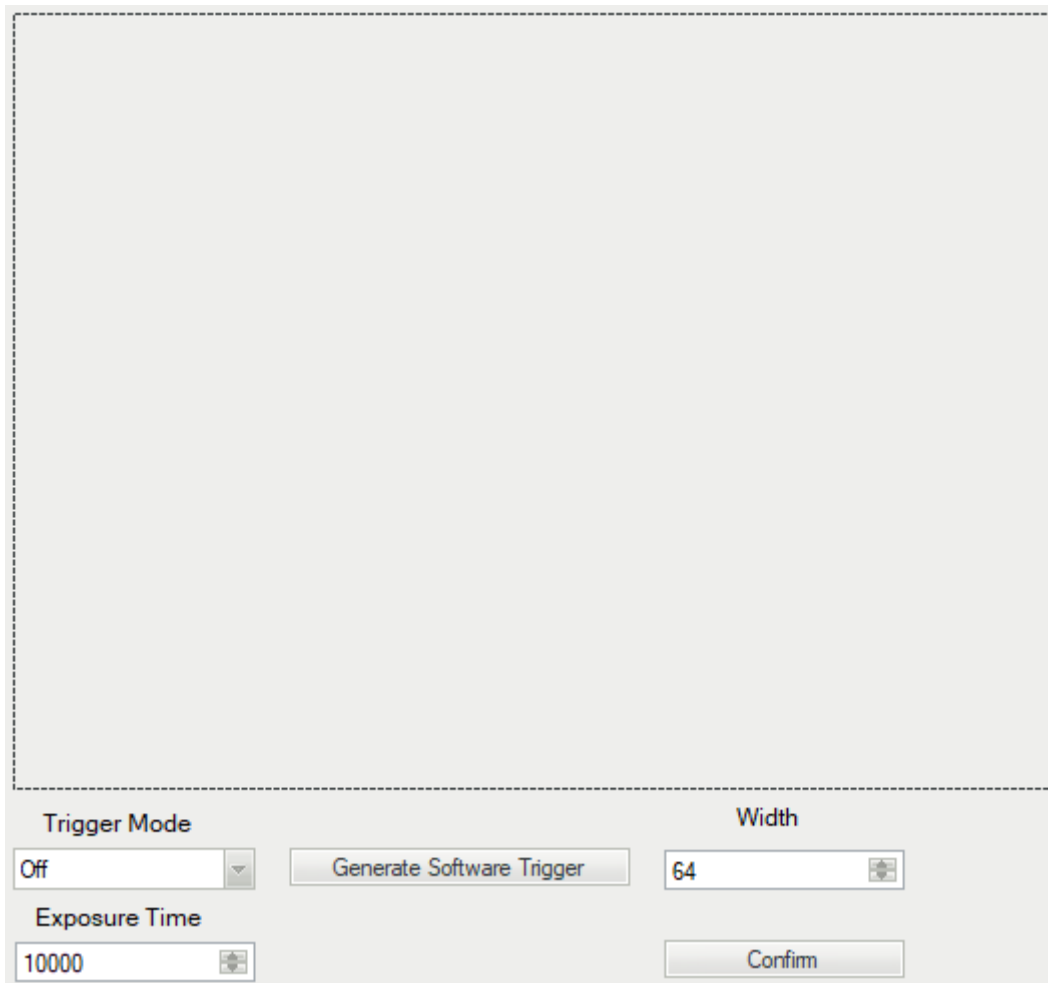 Trigger Mode
Width
Off
Generate Software Trigger
64
Exposure Time
10000
Confirm